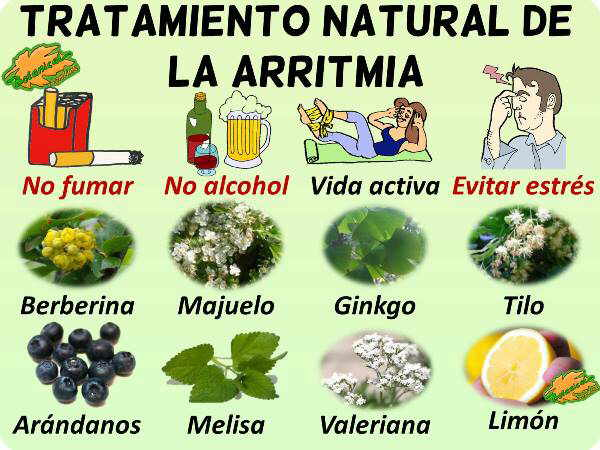 TRATAMIENTO NATURAL DE
LA ARRITMIA
No fumar No alcohol Vida activa Evitar estrés
Berberina Majuelo Ginkgo Tilo
Arándanos Melisa Valeriana Limón